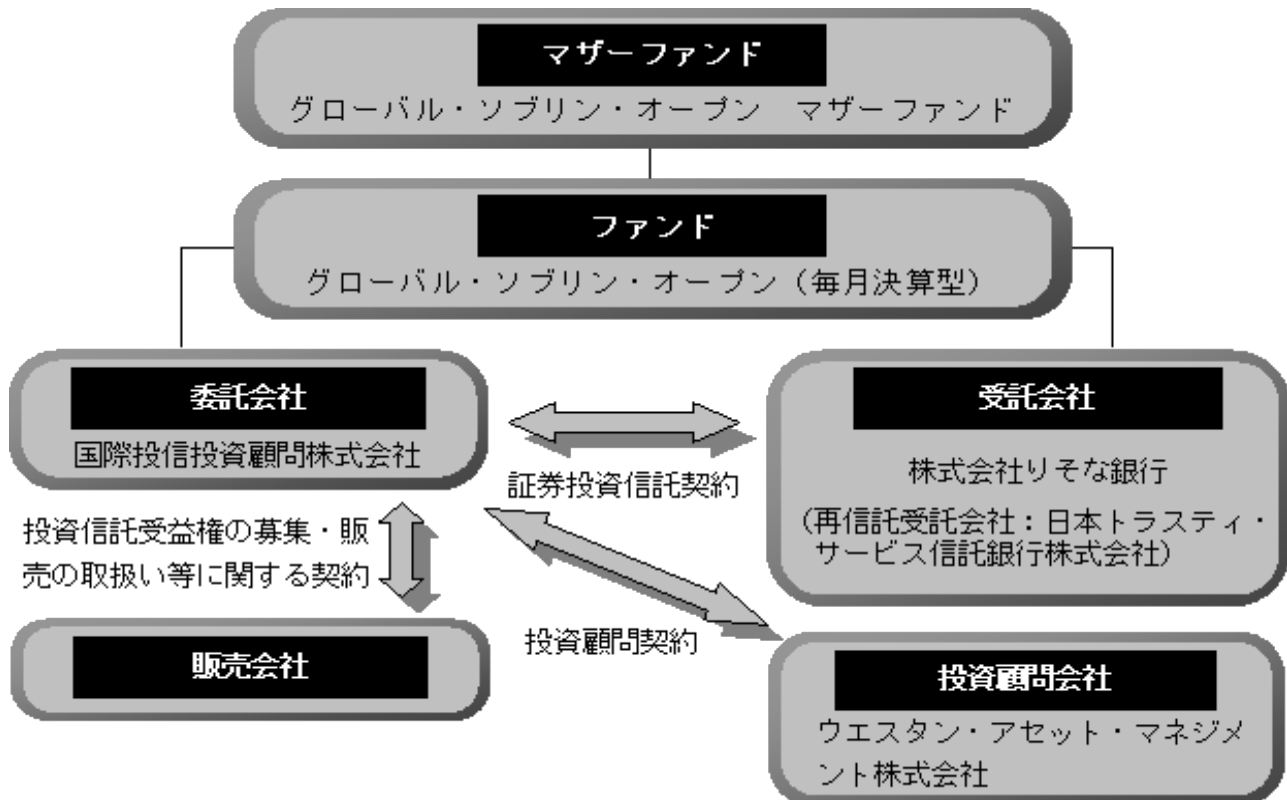 マザーファンド
グローバル・ソブリン・オープン　マザーファンド
ファンド
グローバル・ソブリン・オープン（毎月決算型）
委託会社
国際投信投資顧問株式会社
受託会社
株式会社りそな銀行
（再信託受託会社：日本トラスティ・
サービス信託銀行株式会社）
証券投資信託契約
投資信託受益権の募集・販
売の取扱い等に関する契約
投資顧問契約
販売会社
投資顧問会社
ウエスタン・アセット・マネジメ
ント株式会社